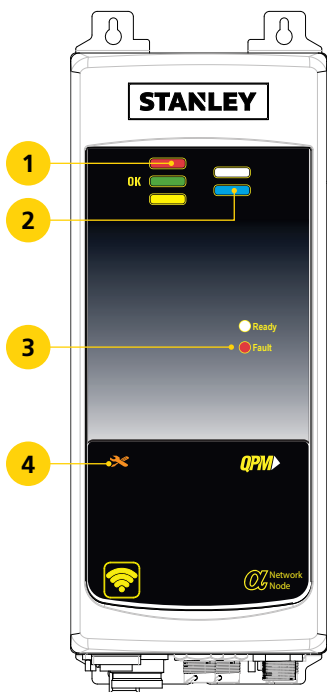 STANLEY
1
OK
2
Ready
3
Fault
4
QPM
α Network
Node